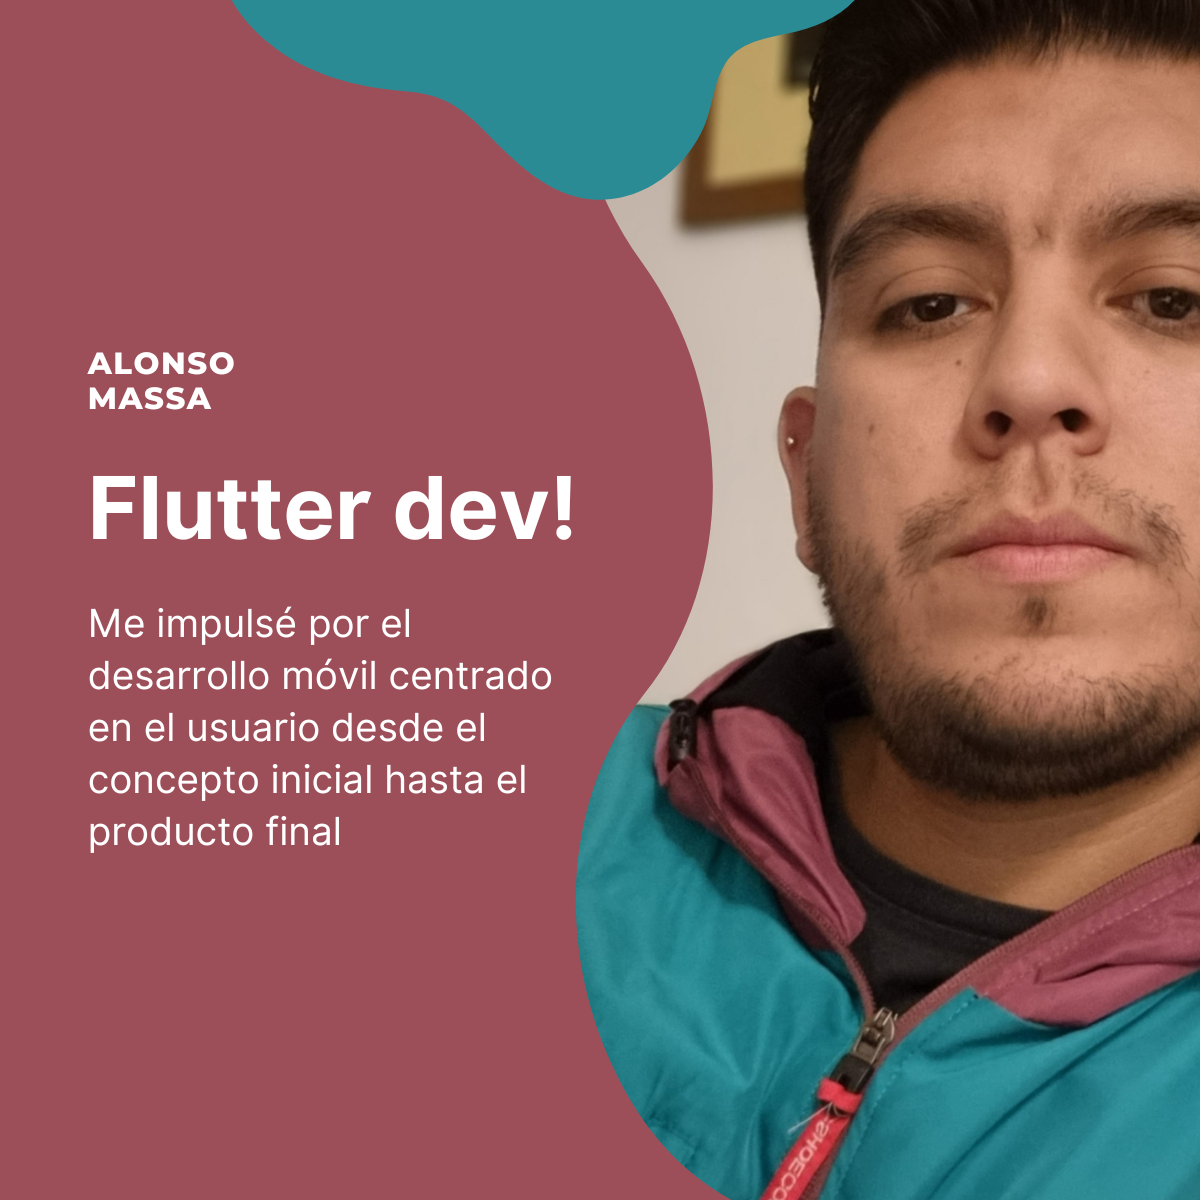 ALONSO
MASSA
Flutter dev!
Me impulsé por el
desarrollo móvil centrado
en el usuario desde el
concepto inicial hasta el
producto final